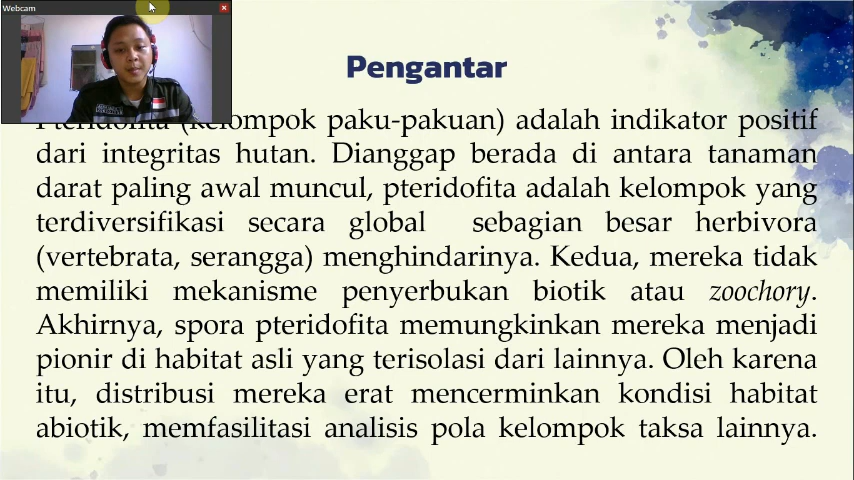 Webcam
Pengantar
Pteridofita (kelompok paku-pakuan) adalah indikator positif
dari integritas hutan. Dianggap berada di antara tanaman
darat paling awal muncul, pteridofita adalah kelompok yang
terdiversifikasi secara global sebagian besar herbivora
(vertebrata, serangga) menghindarinya. Kedua, mereka tidak
memiliki mekanisme penyerbukan biotik atau zoochory.
Akhirnya, spora pteridofita memungkinkan mereka menjadi
pionir di habitat asli yang terisolasi dari lainnya. Oleh karena
itu, distribusi mereka erat mencerminkan kondisi habitat
abiotik, memfasilitasi analisis pola kelompok taksa lainnya.